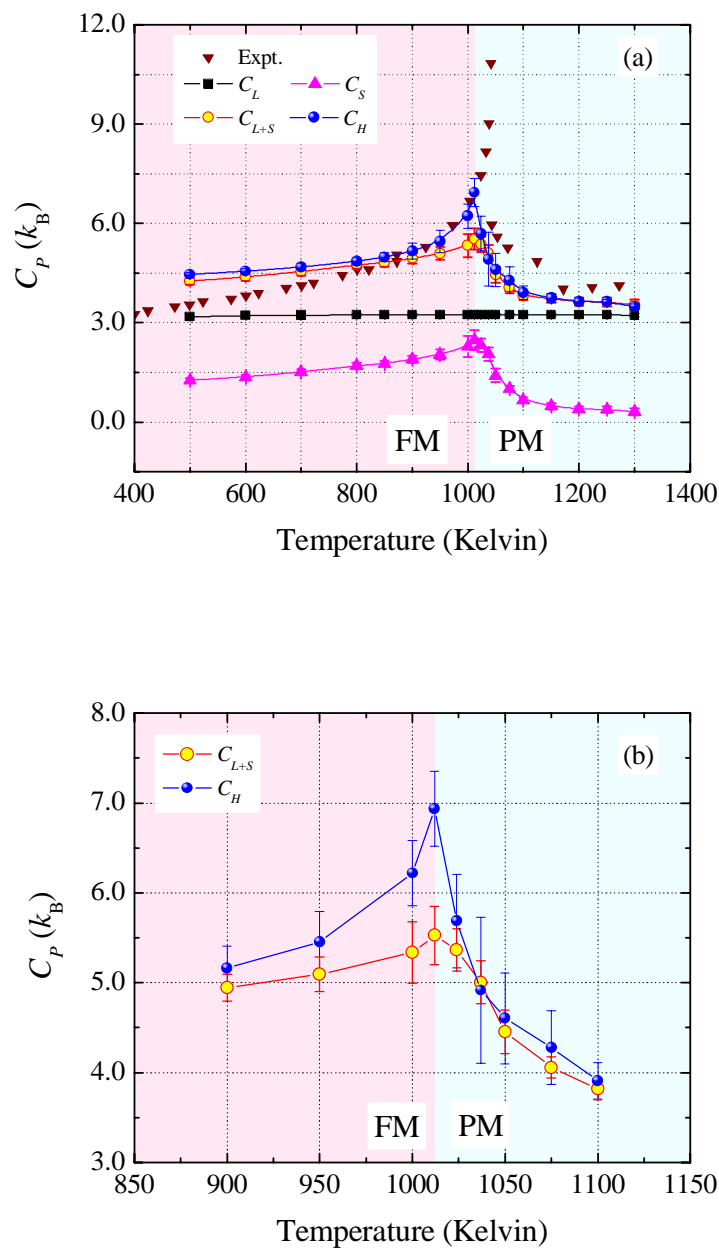 12.0
9.0
6.0
3.0
0.0
C_P (k_B)
(a)
Expt.
C_L
C_S
C_{L+S}
C_H
FM
PM
400
600
800
1000
1200
1400
Temperature (Kelvin)
8.0
7.0
6.0
5.0
4.0
3.0
C_P (k_B)
(b)
C_{L+S}
C_H
FM
PM
850
900
950
1000
1050
1100
1150
Temperature (Kelvin)